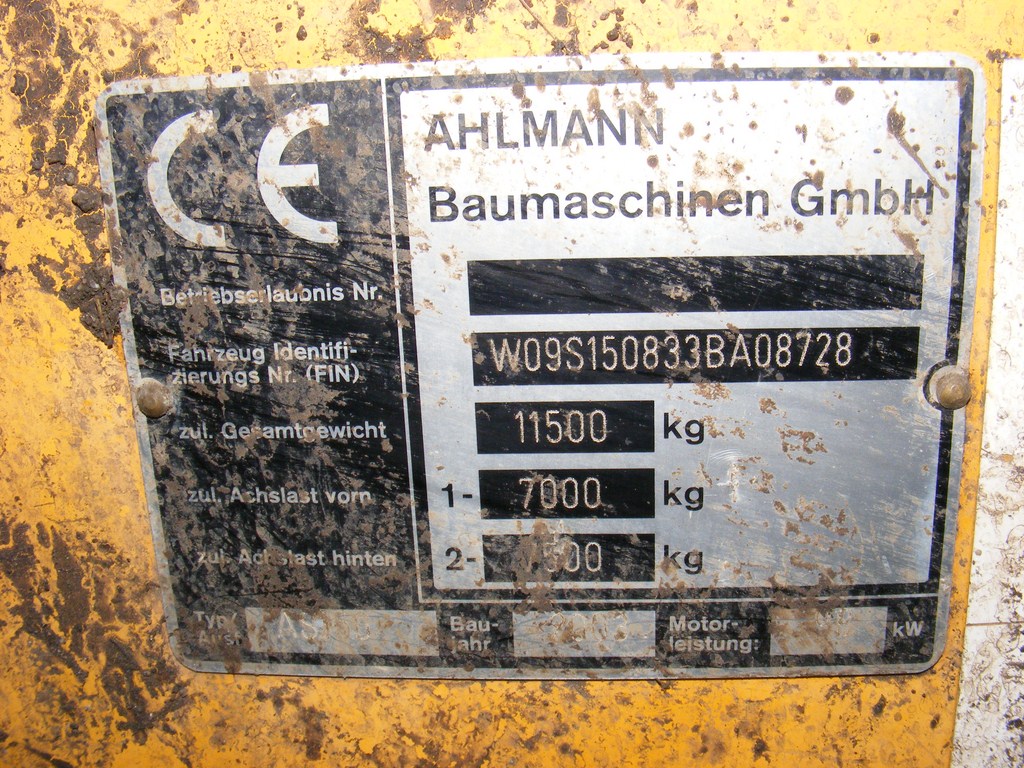 CE
AHLMANN
Baumaschinen GmbH
Betriebserlaubnis Nr.
Fahrzeug Identifi-
zierungs Nr. (FIN)
W09S150833BA08728
zul. Gesamtgewicht 11500 kg
zul. Achslast vorn 1- 7000 kg
zul. Achslast hinten 2- kg
Typ/
Ausf.
Bau-
jahr
Motor-
leistung:
kW